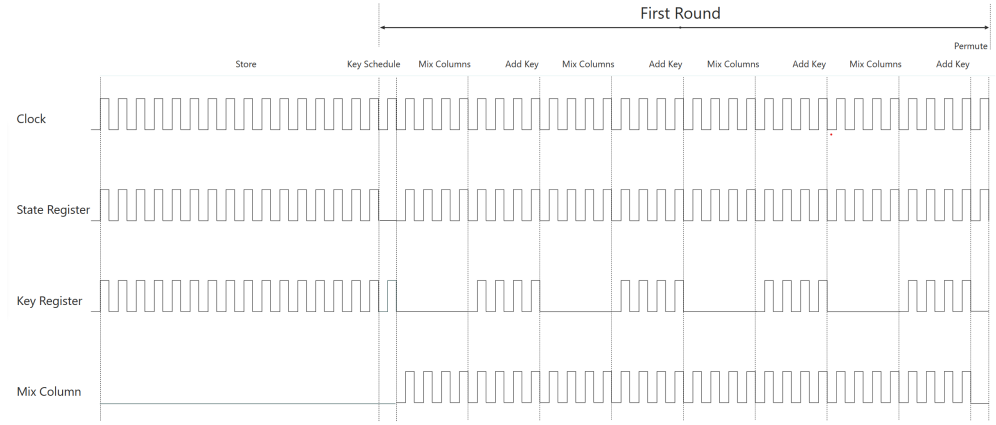 First Round
Permute
Store Key Schedule Mix Columns Add Key Mix Columns Add Key Mix Columns Add Key Mix Columns Add Key
Clock
State Register
Key Register
Mix Column